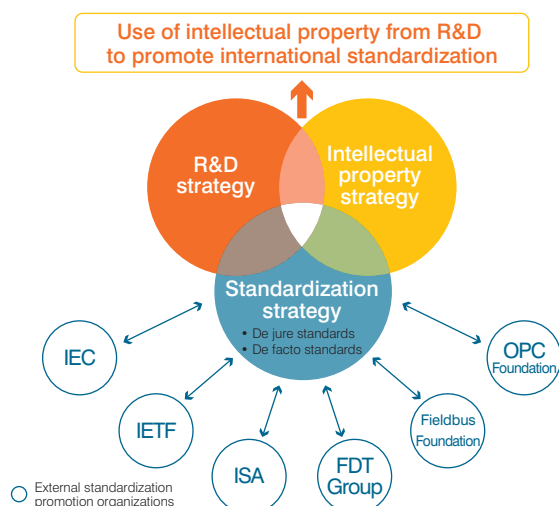 Use of intellectual property from R&D
to promote international standardization
R&D
strategy
Intellectual
property
strategy
Standardization
strategy
• De jure standards
• De facto standards
IEC
IETF
ISA
FDT
Group
Fieldbus
Foundation
OPC
Foundation
External standardization
promotion organizations